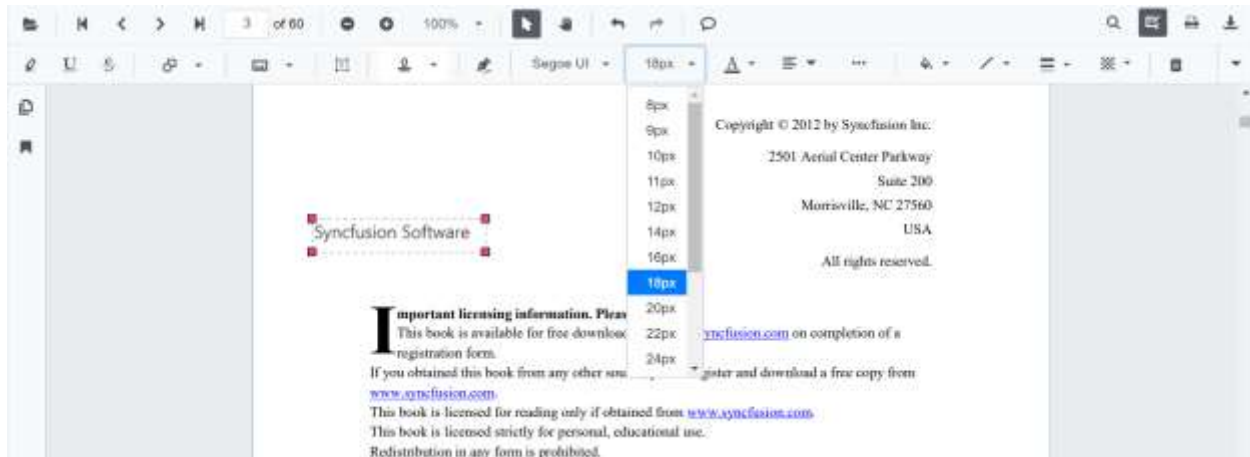 3 of 60 100%
Segoe UI 18px
8px
9px
10px
11px
12px
14px
16px
18px
20px
22px
24px
Copyright © 2012 by Syncfusion Inc.
2501 Aerial Center Parkway
Suite 200
Morrisville, NC 27560
USA
All rights reserved.
Syncfusion Software
Important licensing information. Pleas
This book is available for free download yncfusion.com on completion of a
registration form.
If you obtained this book from any other sou gister and download a free copy from
www.syncfusion.com.
This book is licensed for reading only if obtained from www.syncfusion.com.
This book is licensed strictly for personal, educational use.
Redistribution in any form is prohibited.